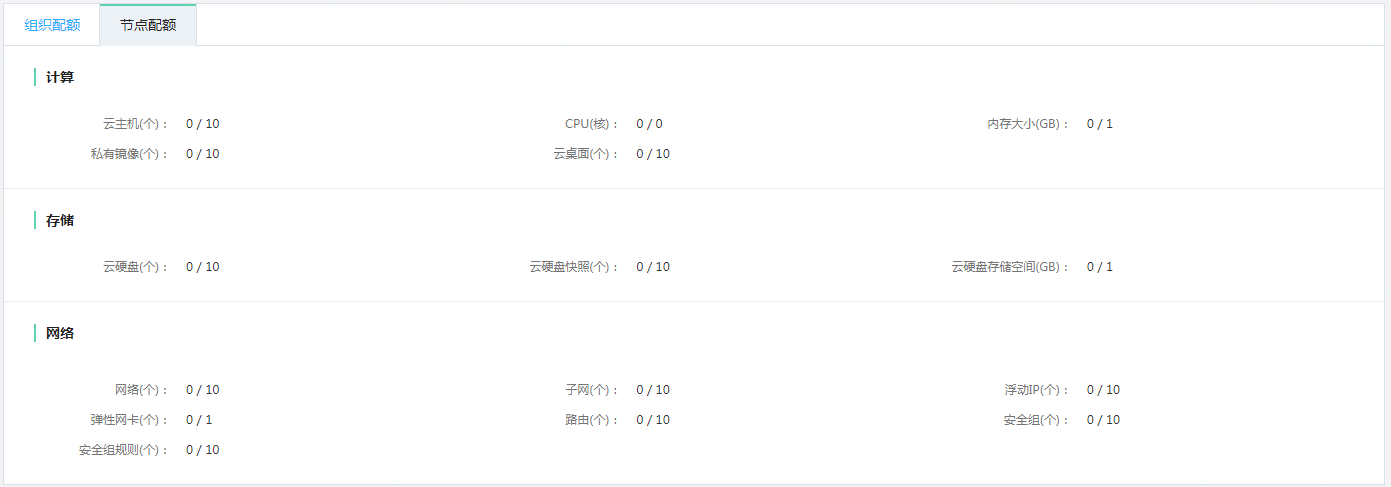 组织配额 节点配额
计算
云主机(个)： 0 / 10 CPU(核)： 0 / 0 内存大小(GB)： 0 / 1
私有镜像(个)： 0 / 10 云桌面(个)： 0 / 10
存储
云硬盘(个)： 0 / 10 云硬盘快照(个)： 0 / 10 云硬盘存储空间(GB)： 0 / 1
网络
网络(个)： 0 / 10 子网(个)： 0 / 10 浮动IP(个)： 0 / 10
弹性网卡(个)： 0 / 1 路由(个)： 0 / 10 安全组(个)： 0 / 10
安全组规则(个)： 0 / 10